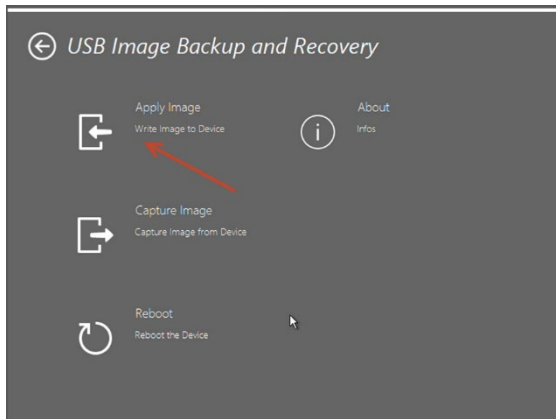 USB Image Backup and Recovery
Apply Image
Write Image to Device
About
Infos
Capture Image
Capture Image from Device
Reboot
Reboot the Device